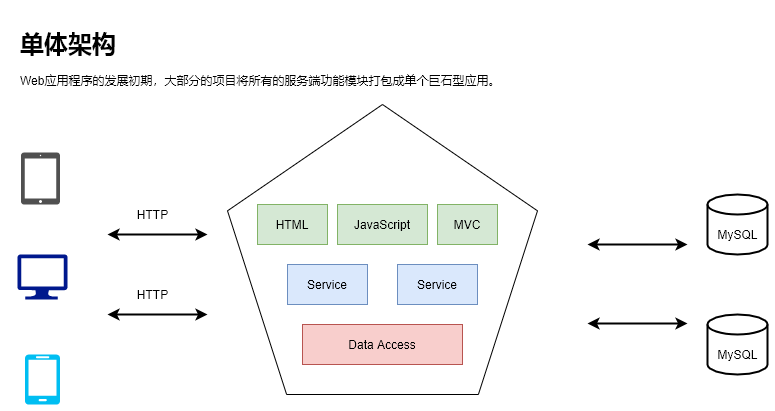 单体架构
Web应用程序的发展初期，大部分的项目将所有的服务端功能模块打包成单个巨石型应用。
HTTP
HTML
JavaScript
MVC
MySQL
HTTP
Service
Service
Data Access
MySQL